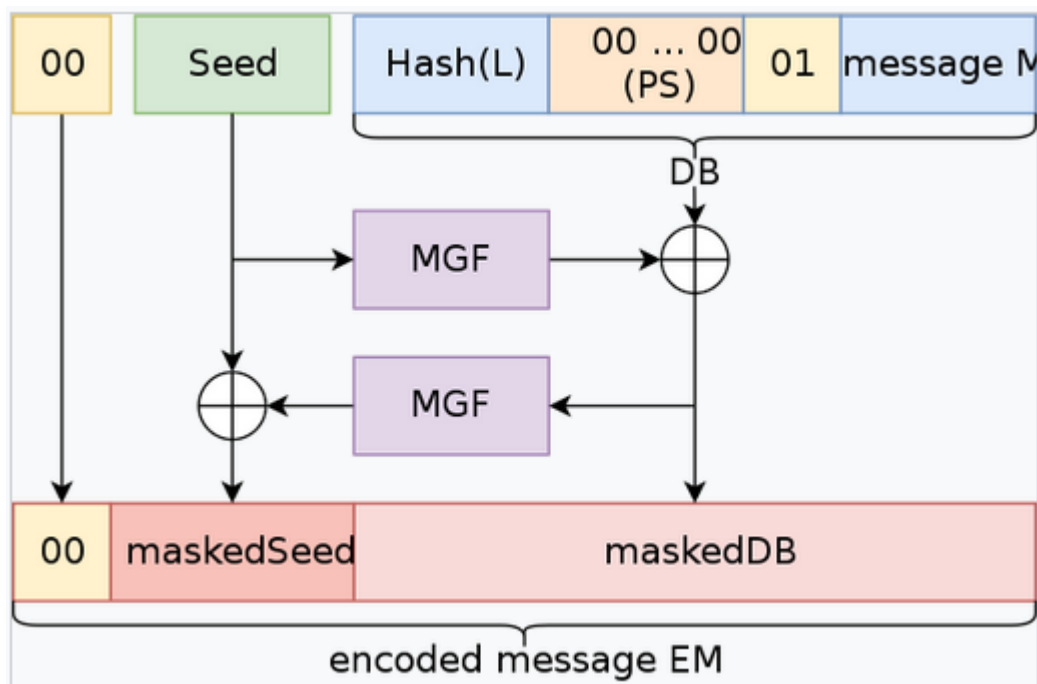 00
Seed
Hash(L)
00 ... 00
(PS)
01
message M
DB
MGF
MGF
00
maskedSeed
maskedDB
encoded message EM